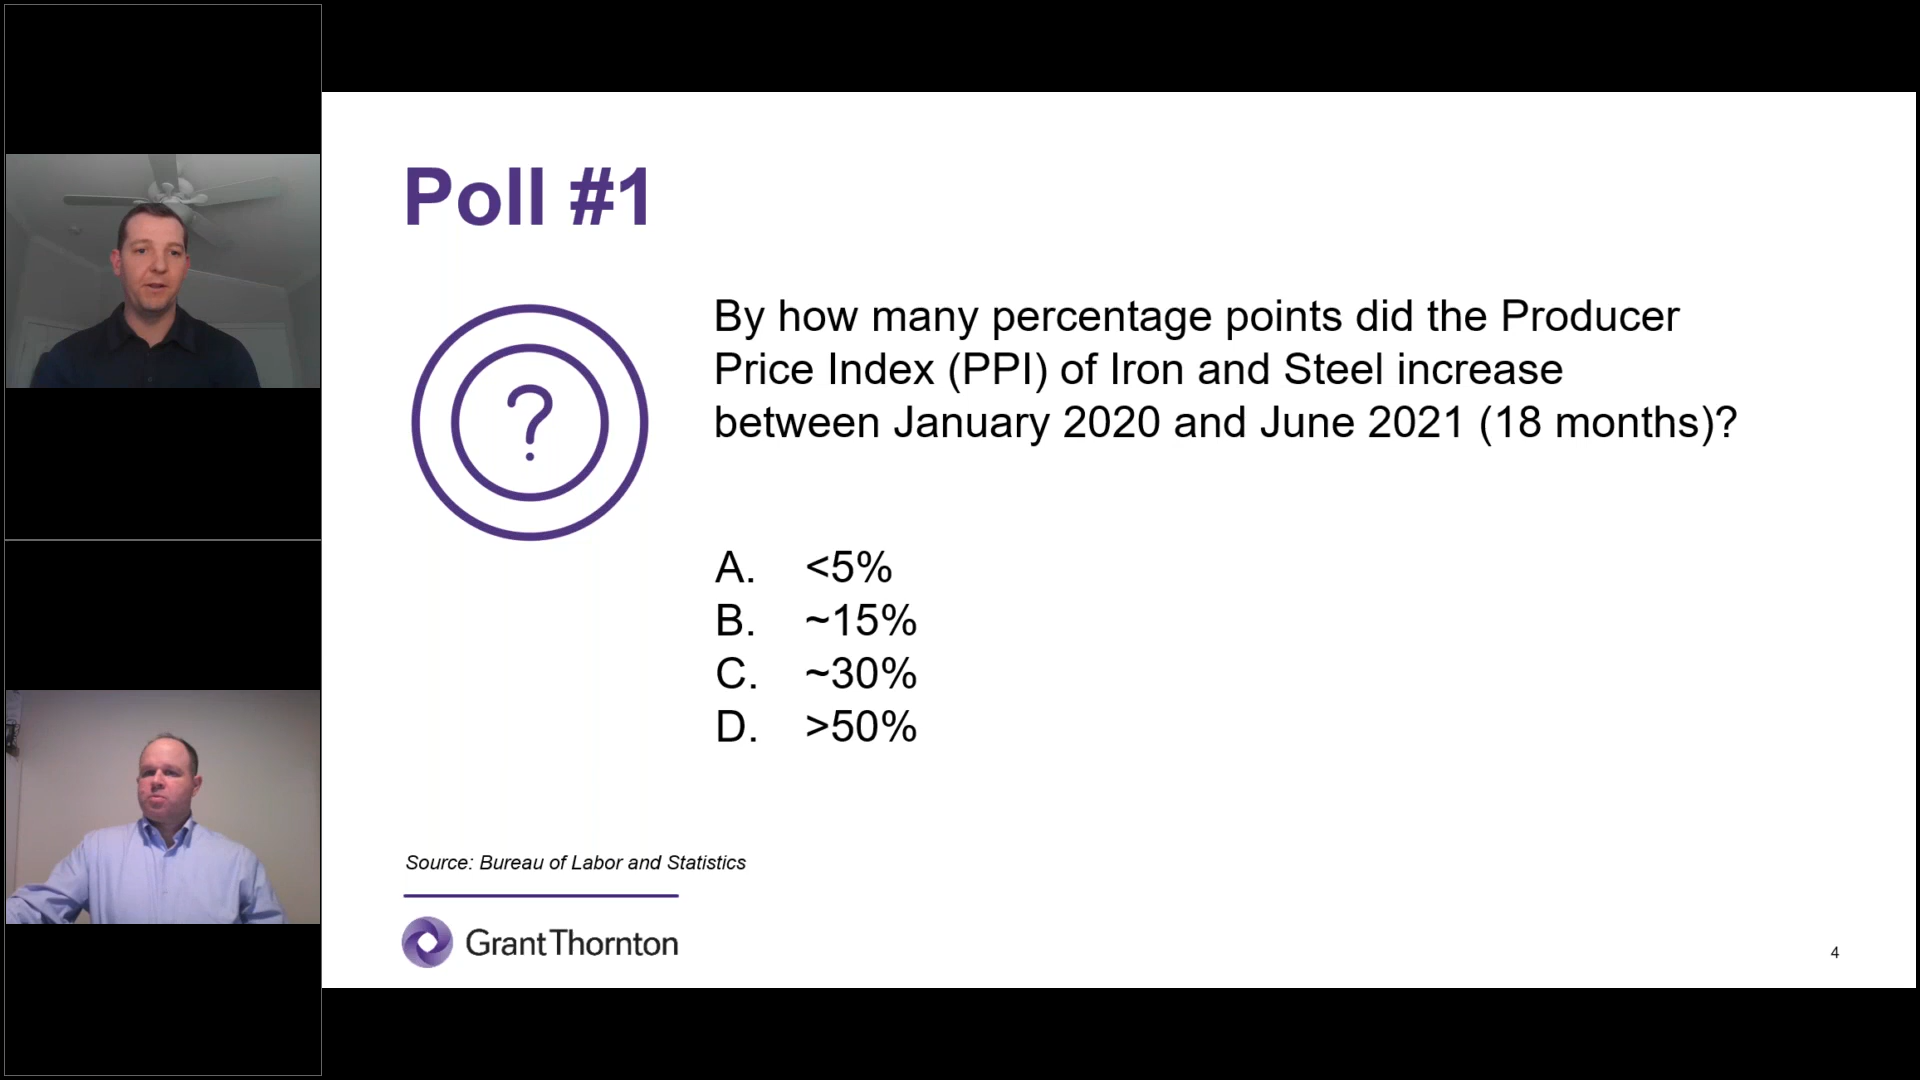 Poll #1
?
By how many percentage points did the Producer
Price Index (PPI) of Iron and Steel increase
between January 2020 and June 2021 (18 months)?
A. <5%
B. ~15%
C. ~30%
D. >50%
Source: Bureau of Labor and Statistics
GrantThornton
4